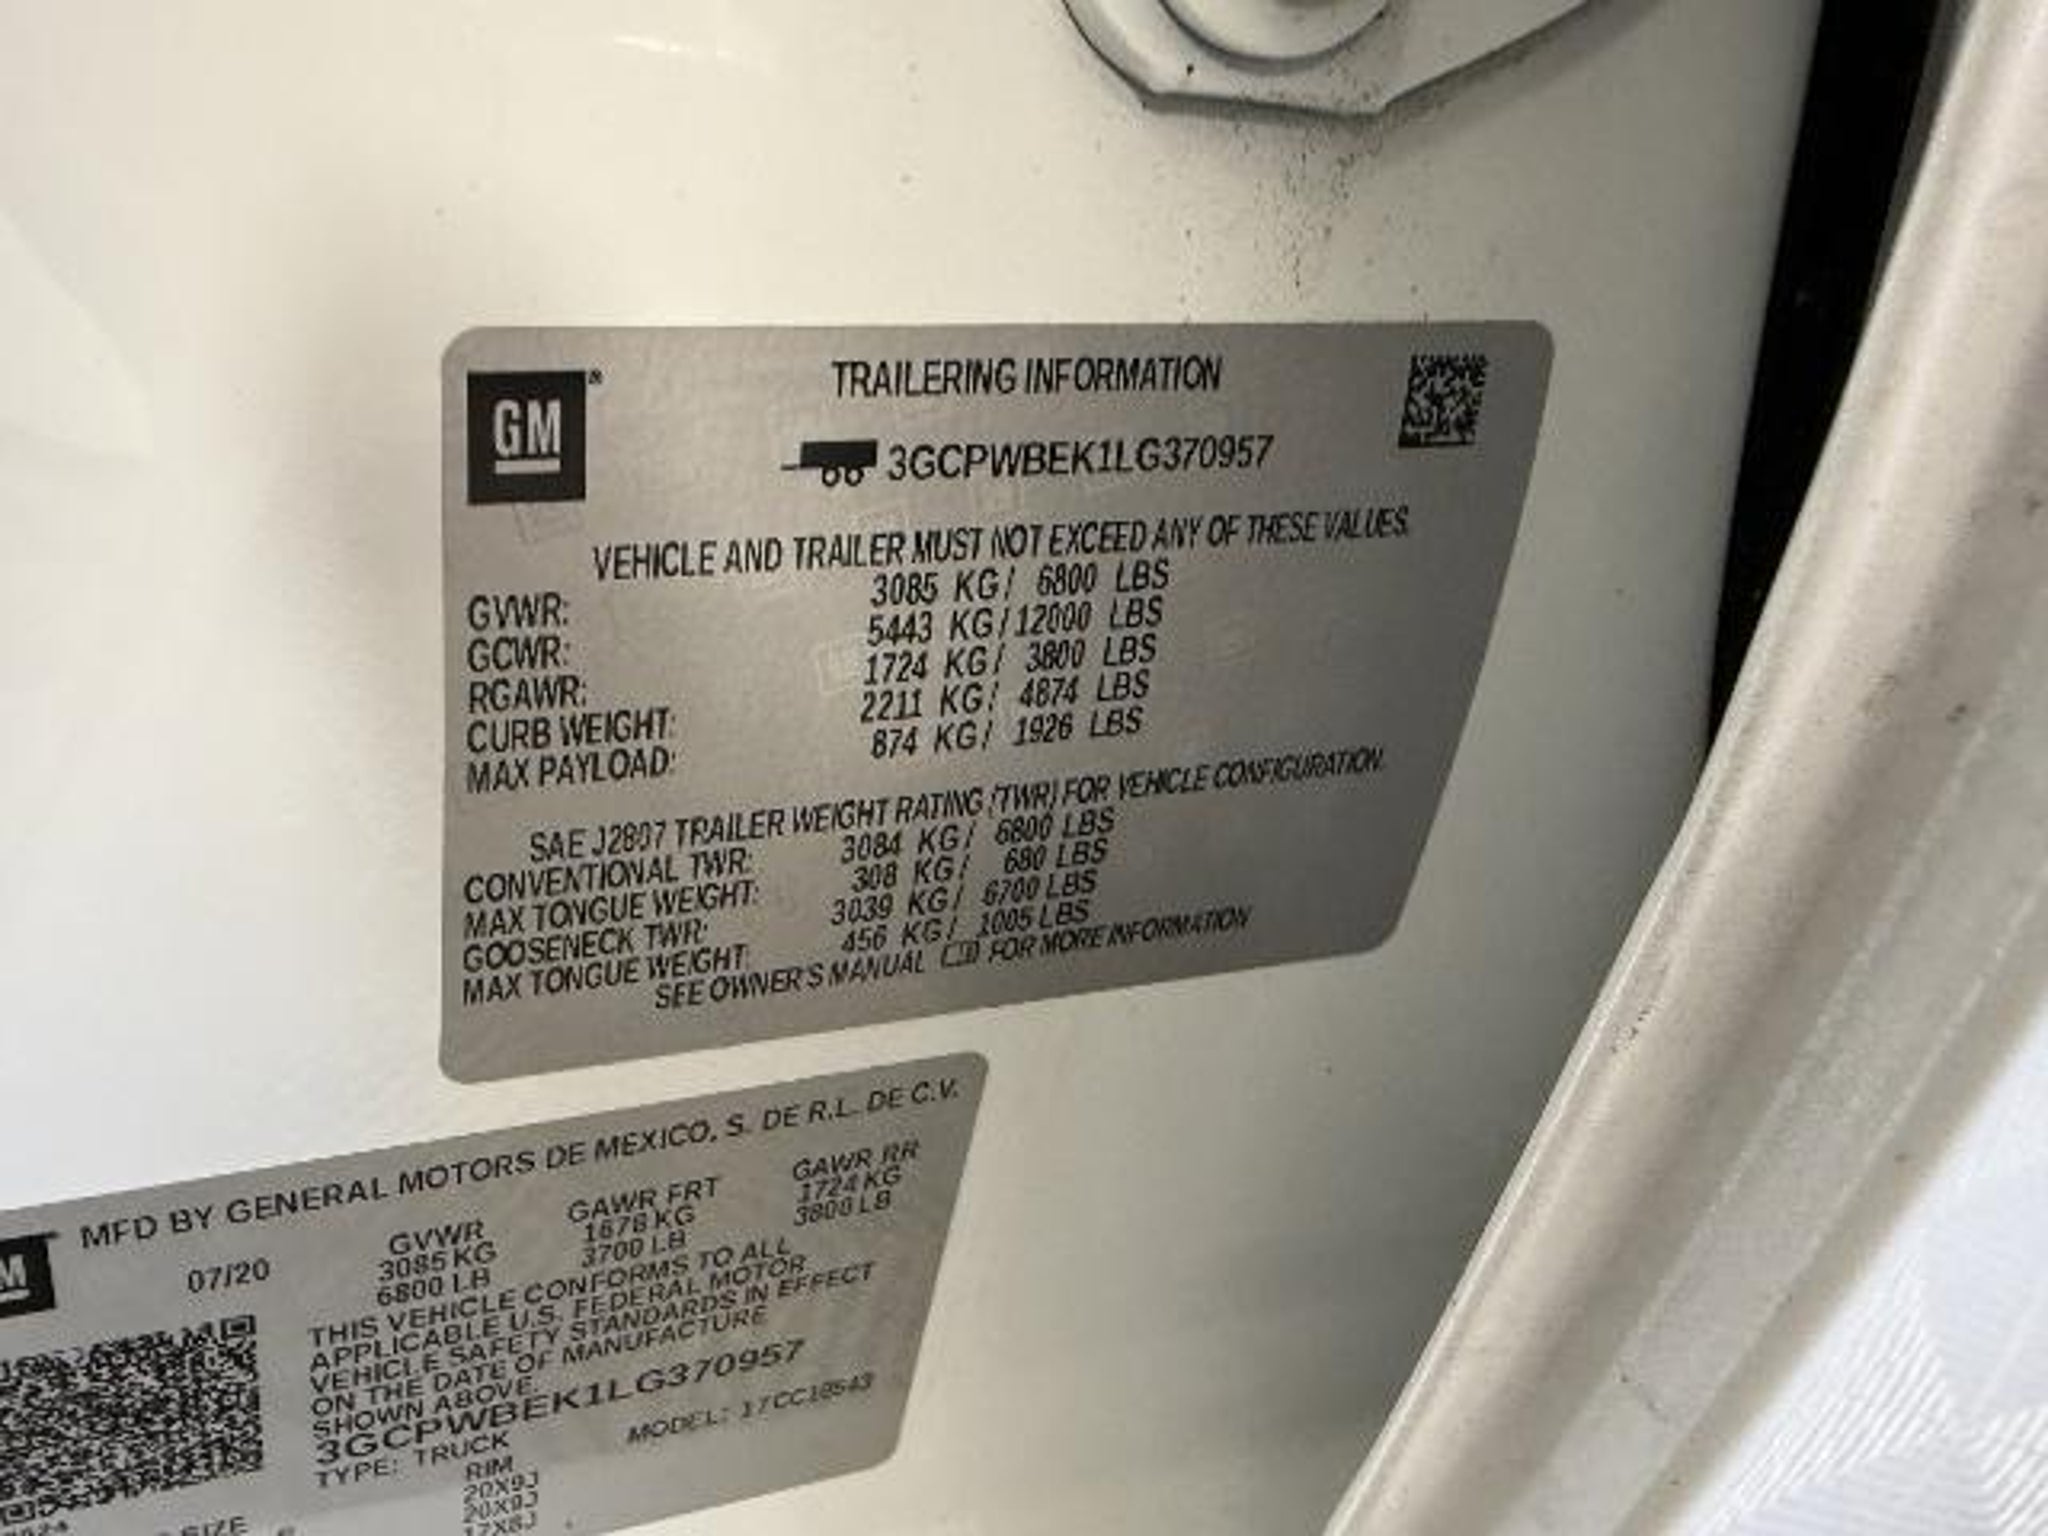 GM®
TRAILERING INFORMATION
3GCPWBEK1LG370957
VEHICLE AND TRAILER MUST NOT EXCEED ANY OF THESE VALUES.
GVWR: 3085 KG/ 6800 LBS
GCWR: 5443 KG/12000 LBS
RGAWR: 1724 KG/ 3800 LBS
CURB WEIGHT: 2211 KG/ 4874 LBS
MAX PAYLOAD: 874 KG/ 1926 LBS
SAE J2807 TRAILER WEIGHT RATING (TWR) FOR VEHICLE CONFIGURATION.
CONVENTIONAL TWR: 3084 KG/ 6800 LBS
MAX TONGUE WEIGHT: 308 KG/ 680 LBS
GOOSENECK TWR: 3039 KG/ 6700 LBS
MAX TONGUE WEIGHT: 456 KG/ 1005 LBS
SEE OWNER'S MANUAL FOR MORE INFORMATION
MFD BY GENERAL MOTORS DE MEXICO, S. DE R.L. DE C.V.
07/20 GVWR GAWR FRT GAWR RR
3085 KG 1678 KG 1724 KG
6800 LB 3700 LB 3800 LB
THIS VEHICLE CONFORMS TO ALL
APPLICABLE U.S. FEDERAL MOTOR
VEHICLE SAFETY STANDARDS IN EFFECT
ON THE DATE OF MANUFACTURE
SHOWN ABOVE.
3GCPWBEK1LG370957
TYPE: TRUCK MODEL: 17CC10543
SIZE RIM
20X9J
20X9J
17X8J